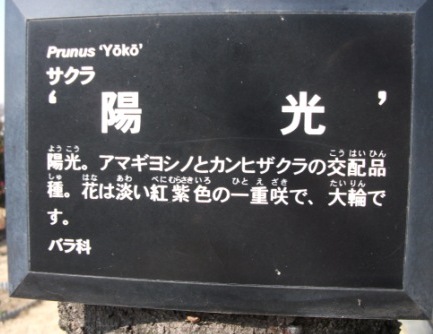 Prunus 'Yōkō'
サクラ
‘陽光’
陽光。アマギヨシノとカンヒザクラの交配品
種。花は淡い紅紫色の一重咲で、大輪で
す。
バラ科